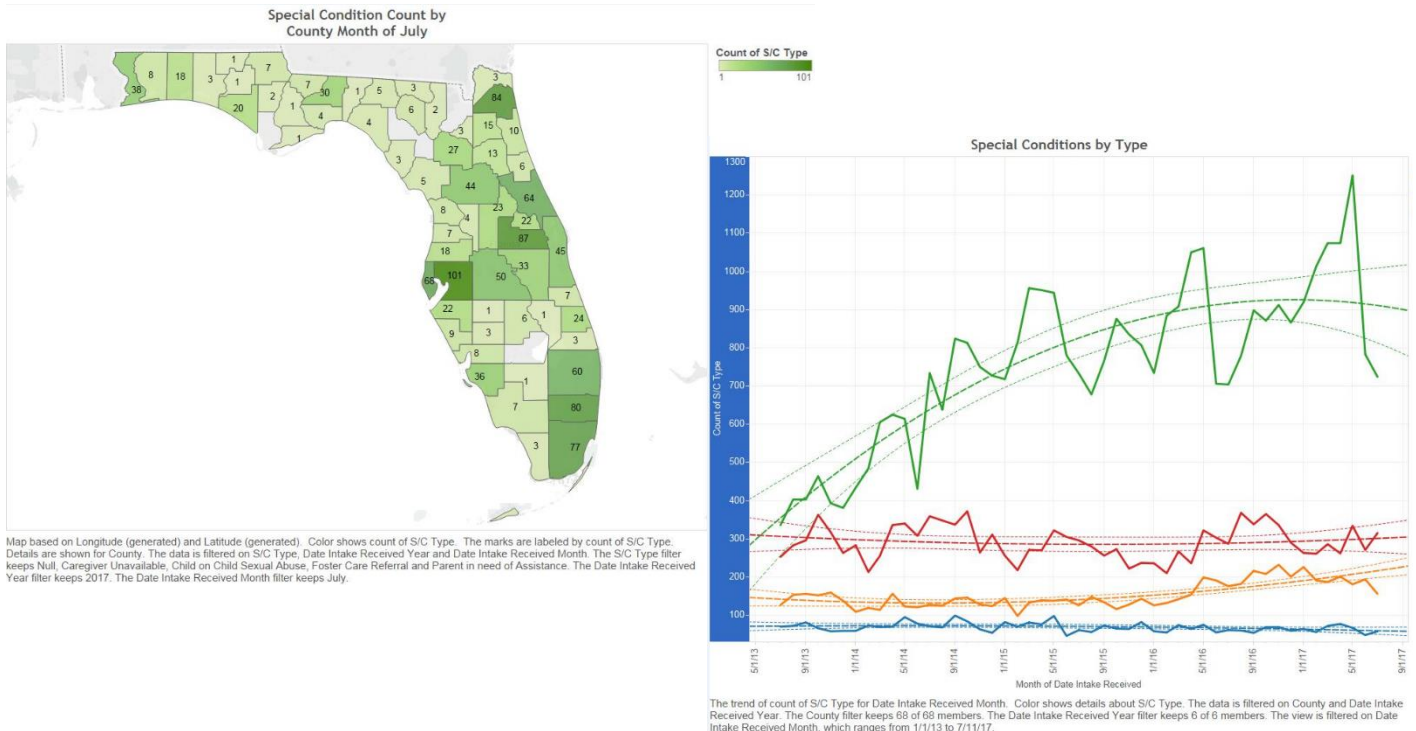 Special Condition Count by
County Month of July
Count of S/C Type
1 101
1
8 18 3 1 7
38
20 2 1 7 30 1 5 3
4 6 2
1 4
3
84
3 15 10
27 13
3 6
5 44 64
23
8 4 22
7 87
18 45
66 101 50 33
7
22 1 6 1 24
9 3 3
8
36 1 60
7 80
3 77
Map based on Longitude (generated) and Latitude (generated). Color shows count of S/C Type. The marks are labeled by count of S/C Type.
Details are shown for County. The data is filtered on S/C Type, Date Intake Received Year and Date Intake Received Month. The S/C Type filter
keeps Null, Caregiver Unavailable, Child on Child Sexual Abuse, Foster Care Referral and Parent in need of Assistance. The Date Intake Received
Year filter keeps 2017. The Date Intake Received Month filter keeps July.
Special Conditions by Type
Count of S/C Type
1300
1200
1100
1000
900
800
700
600
500
400
300
200
100
5/1/13 9/1/13 1/1/14 5/1/14 9/1/14 1/1/15 5/1/15 9/1/15 1/1/16 5/1/16 9/1/16 1/1/17 5/1/17 9/1/17
Month of Date Intake Received
The trend of count of S/C Type for Date Intake Received Month. Color shows details about S/C Type. The data is filtered on County and Date Intake
Received Year. The County filter keeps 68 of 68 members. The Date Intake Received Year filter keeps 6 of 6 members. The view is filtered on Date
Intake Received Month, which ranges from 1/1/13 to 7/11/17.